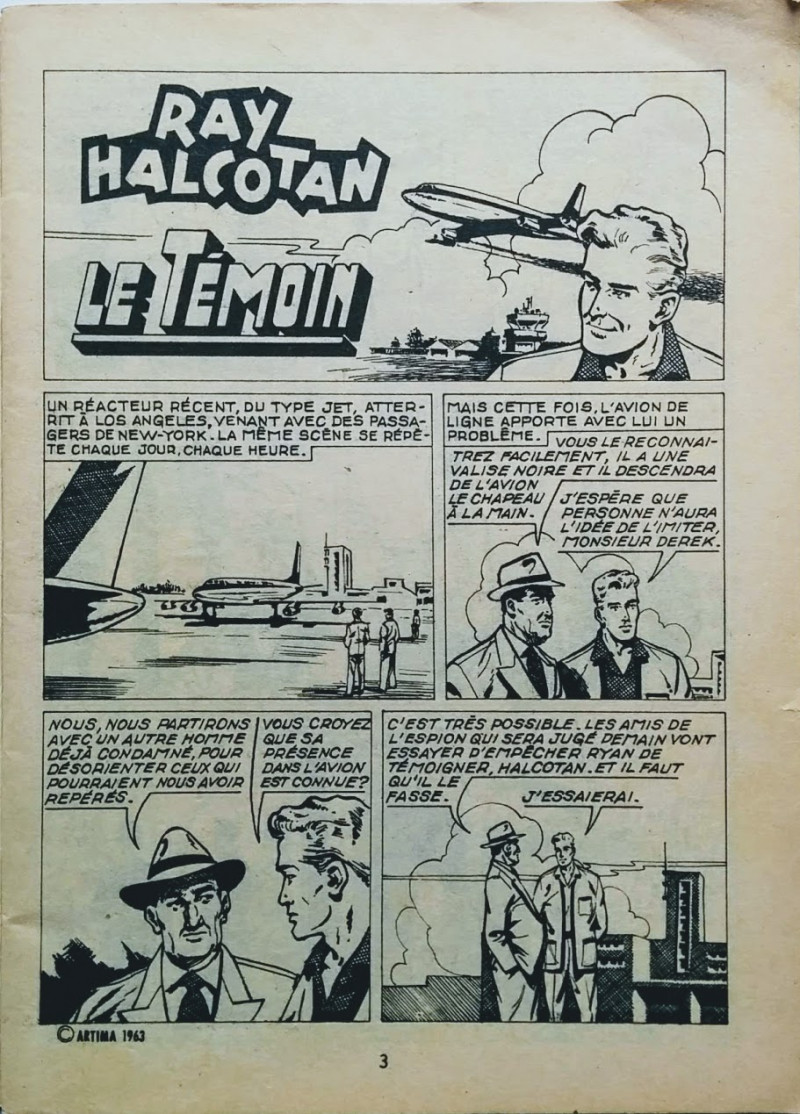 RAY
HALCOTAN
LE TÉMOIN
UN RÉACTEUR RÉCENT, DU TYPE JET, ATTER-
RIT À LOS ANGELES, VENANT AVEC DES PASSA-
GERS DE NEW-YORK. LA MÊME SCÈNE SE RÉPÈ-
TE CHAQUE JOUR, CHAQUE HEURE.
MAIS CETTE FOIS, L'AVION DE
LIGNE APPORTE AVEC LUI UN
PROBLÊME.
VOUS LE RECONNAI-
TREZ FACILEMENT, IL A UNE
VALISE NOIRE ET IL DESCENDRA
DE L'AVION
LE CHAPEAU
À LA MAIN.
J'ESPÈRE QUE
PERSONNE N'AURA
L'IDÉE DE L'IMITER,
MONSIEUR DEREK.
NOUS, NOUS PARTIRONS
AVEC UN AUTRE HOMME
DÉJÀ CONDAMNÉ, POUR
DÉSORIENTER CEUX QUI
POURRAIENT NOUS AVOIR
REPÉRÉS.
VOUS CROYEZ
QUE SA
PRÉSENCE
DANS L'AVION
EST CONNUE?
C'EST TRÈS POSSIBLE. LES AMIS DE
L'ESPION QUI SERA JUGÉ DEMAIN VONT
ESSAYER D'EMPÊCHER RYAN DE
TÉMOIGNER, HALCOTAN. ET IL FAUT
QU'IL LE
FASSE.
J'ESSAIERAI.
© ARTIMA 1963
3